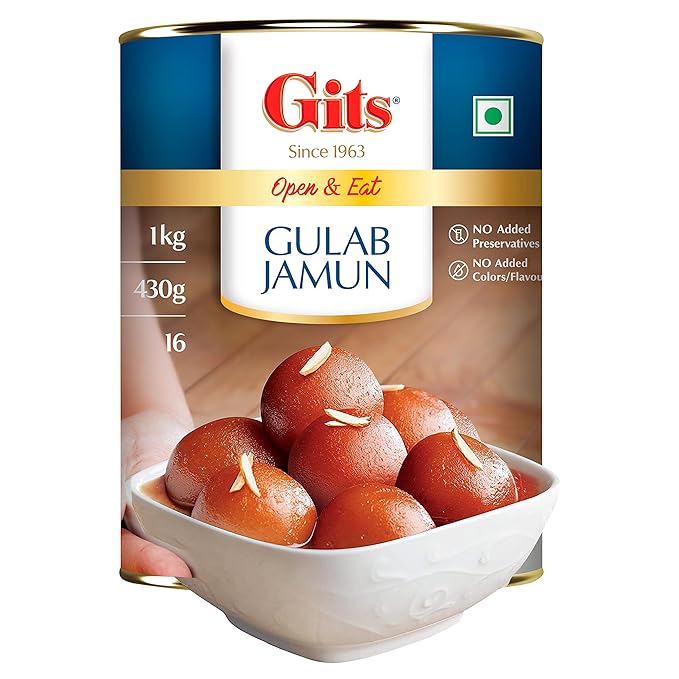 Gits®
Since 1963
Open & Eat
GULAB
JAMUN
1kg
430g
16
NO Added
Preservatives
NO Added
Colors/Flavou